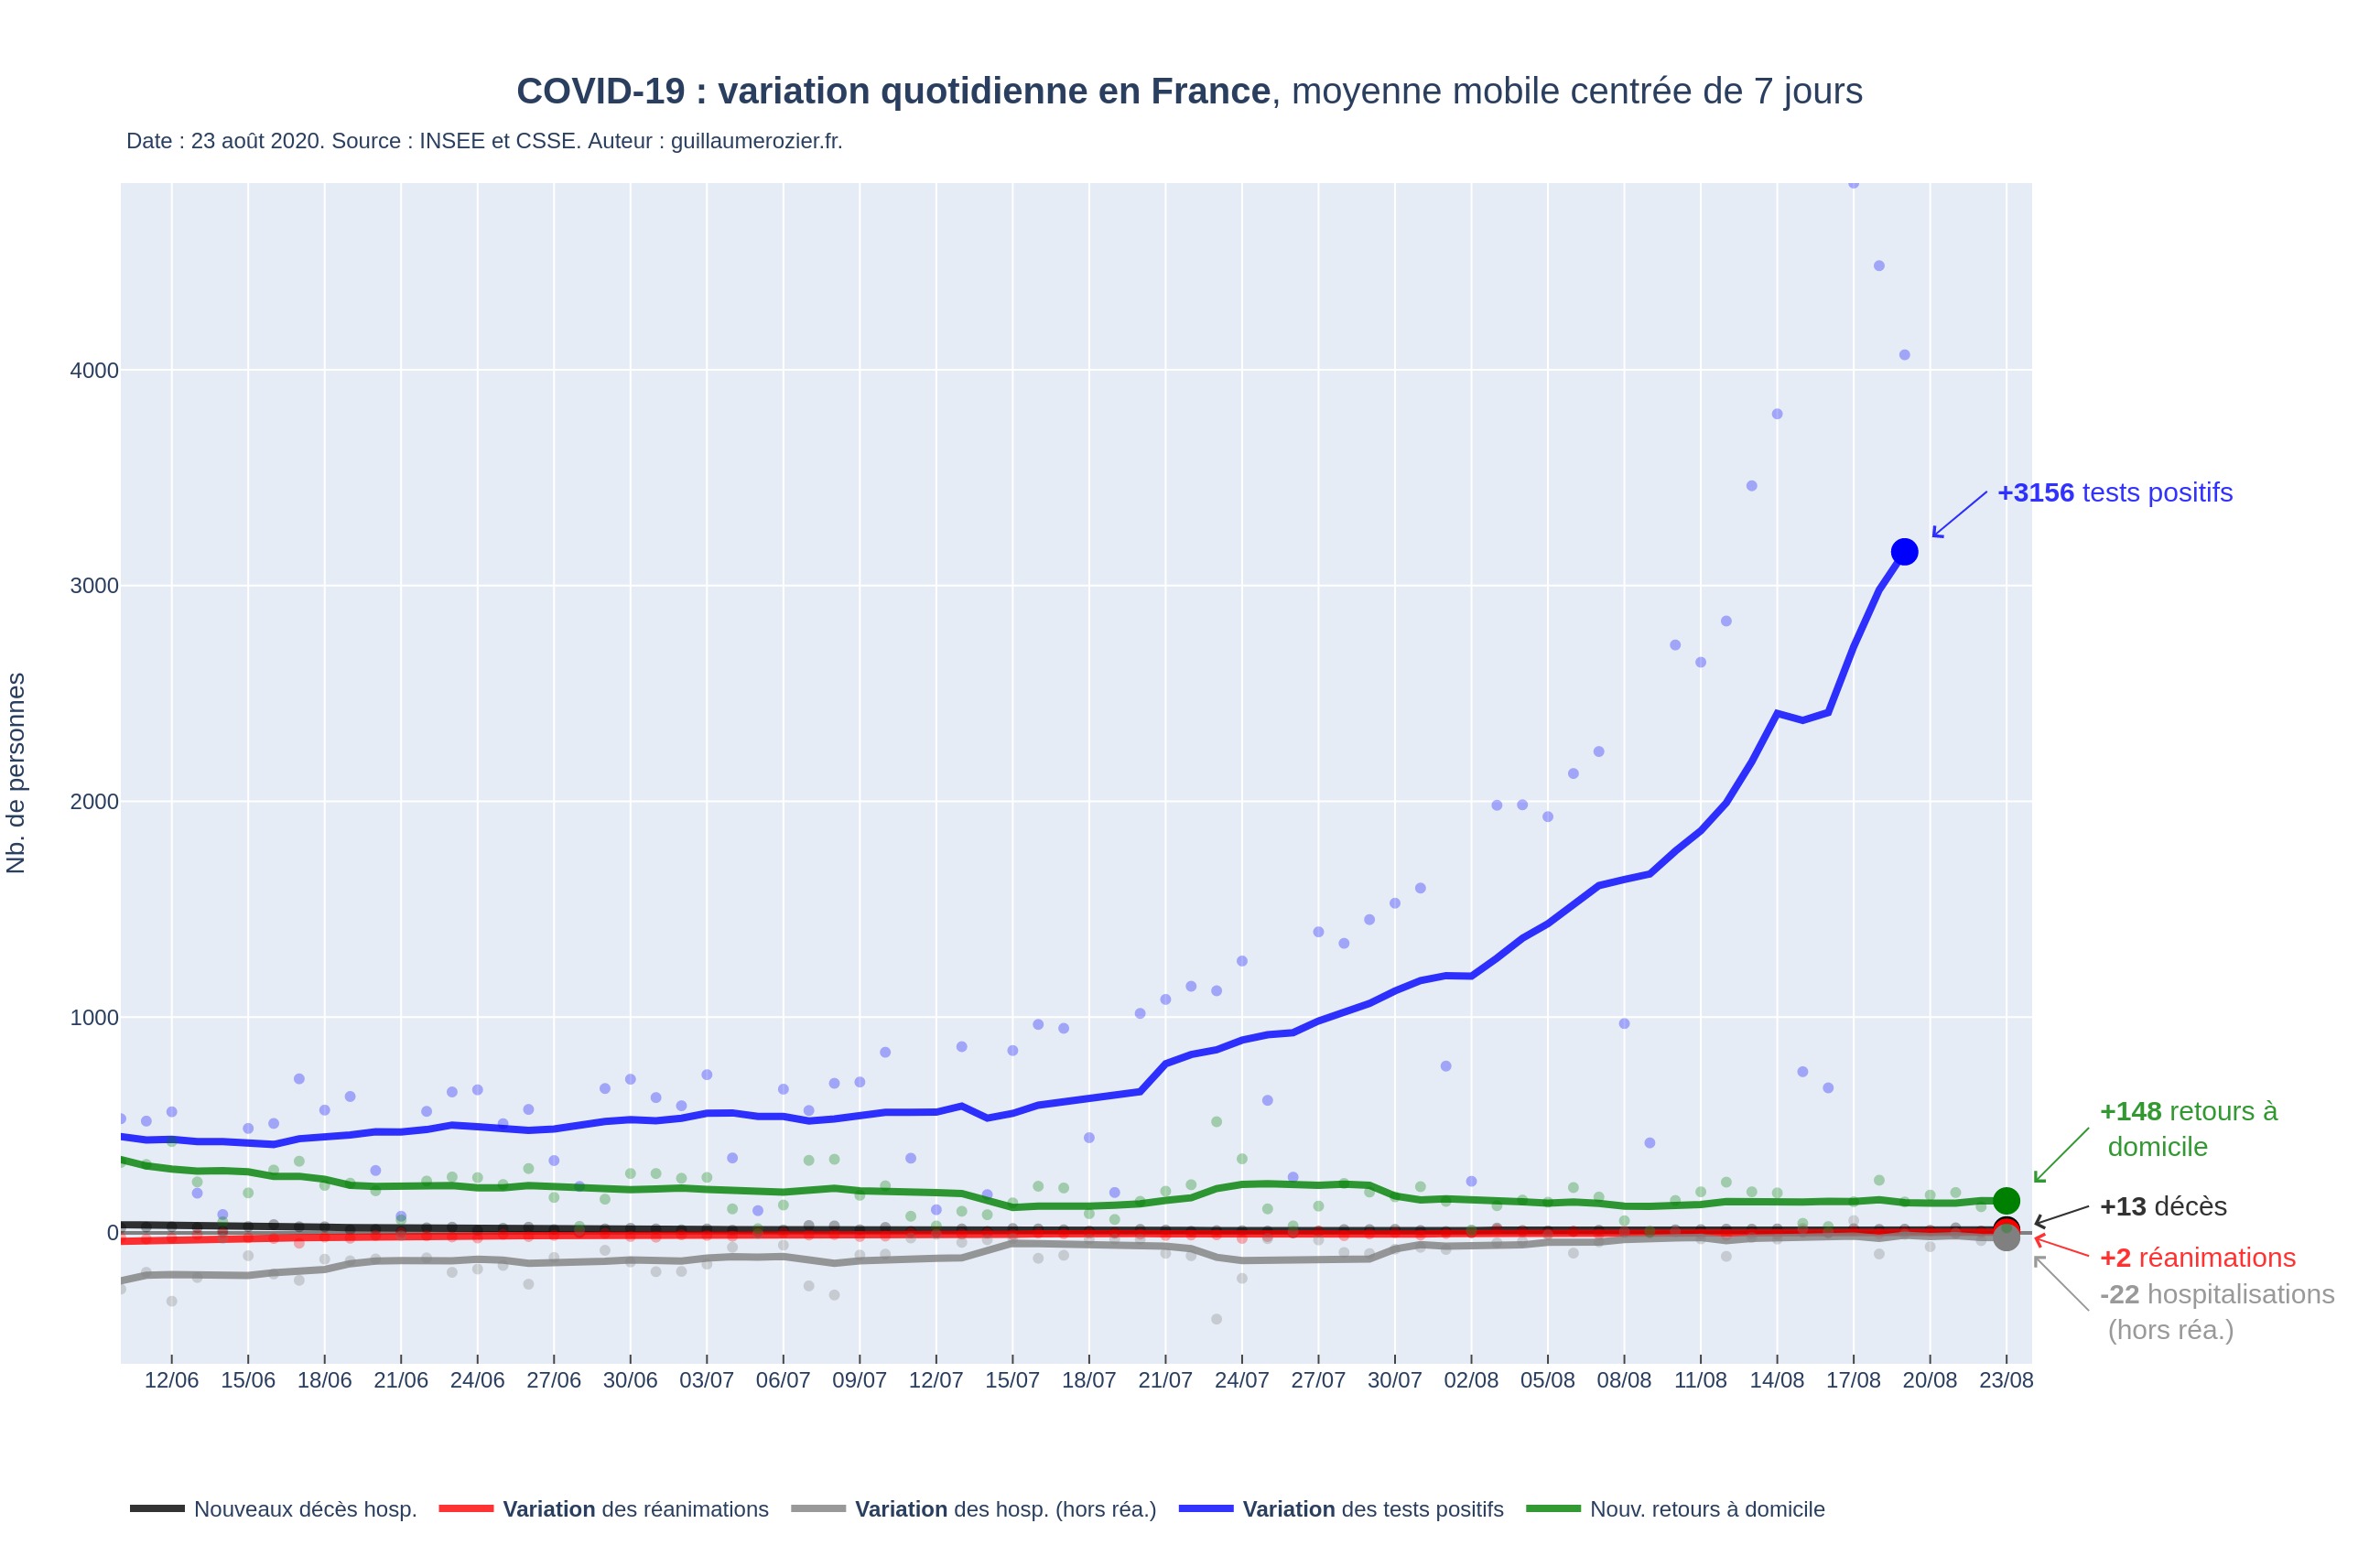 COVID-19 : variation quotidienne en France, moyenne mobile centrée de 7 jours
Date : 23 août 2020. Source : INSEE et CSSE. Auteur : guillaumerozier.fr.
Nb. de personnes
4000
3000
2000
1000
0
+3156 tests positifs
+148 retours à
domicile
+13 décès
+2 réanimations
-22 hospitalisations
(hors réa.)
12/06 15/06 18/06 21/06 24/06 27/06 30/06 03/07 06/07 09/07 12/07 15/07 18/07 21/07 24/07 27/07 30/07 02/08 05/08 08/08 11/08 14/08 17/08 20/08 23/08
Nouveaux décès hosp. Variation des réanimations Variation des hosp. (hors réa.) Variation des tests positifs Nouv. retours à domicile